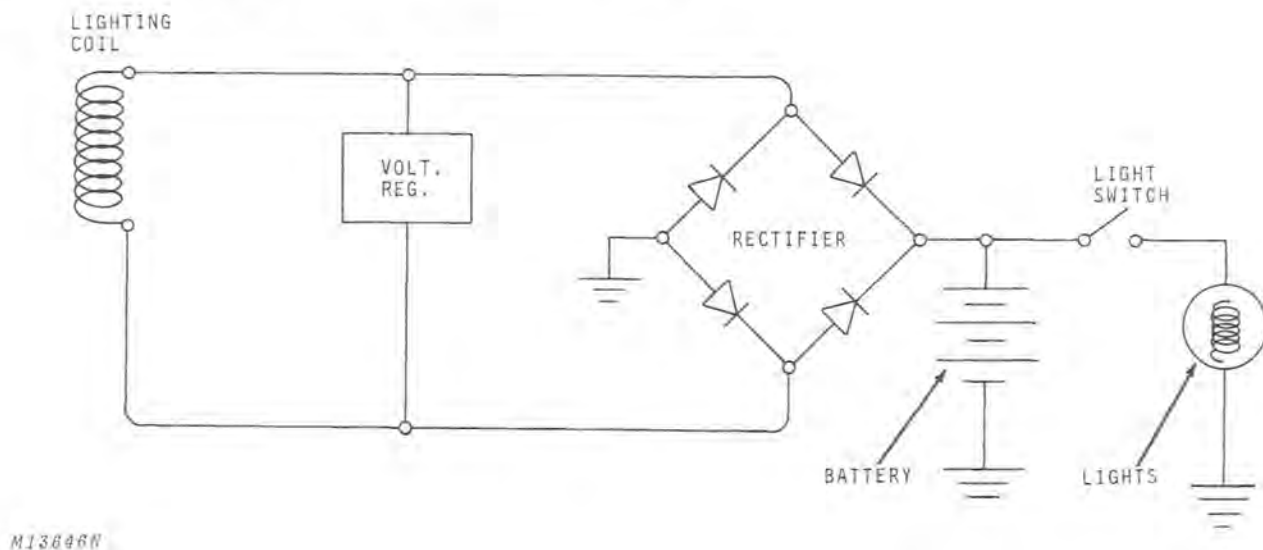 LIGHTING
COIL
VOLT.
REG.
RECTIFIER
LIGHT
SWITCH
BATTERY
LIGHTS
M13646N